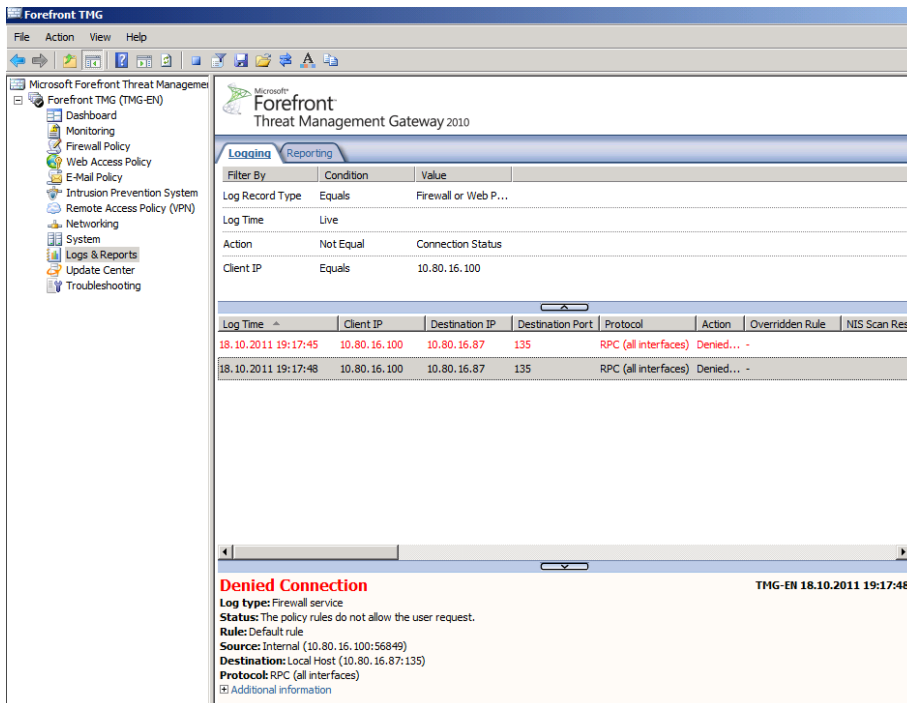 Forefront TMG
File Action View Help
Microsoft Forefront Threat Managemer
Forefront TMG (TMG-EN)
Dashboard
Monitoring
Firewall Policy
Web Access Policy
E-Mail Policy
Intrusion Prevention System
Remote Access Policy (VPN)
Networking
System
Logs & Reports
Update Center
Troubleshooting
Microsoft®
Forefront™
Threat Management Gateway 2010
Logging Reporting
Filter By Condition Value
Log Record Type Equals Firewall or Web P...
Log Time Live
Action Not Equal Connection Status
Client IP Equals 10.80.16.100
Log Time Client IP Destination IP Destination Port Protocol Action Overridden Rule NIS Scan Res
18.10.2011 19:17:45 10.80.16.100 10.80.16.87 135 RPC (all interfaces) Denied... -
18.10.2011 19:17:48 10.80.16.100 10.80.16.87 135 RPC (all interfaces) Denied... -
Denied Connection TMG-EN 18.10.2011 19:17:48
Log type: Firewall service
Status: The policy rules do not allow the user request.
Rule: Default rule
Source: Internal (10.80.16.100:56849)
Destination: Local Host (10.80.16.87:135)
Protocol: RPC (all interfaces)
Additional information